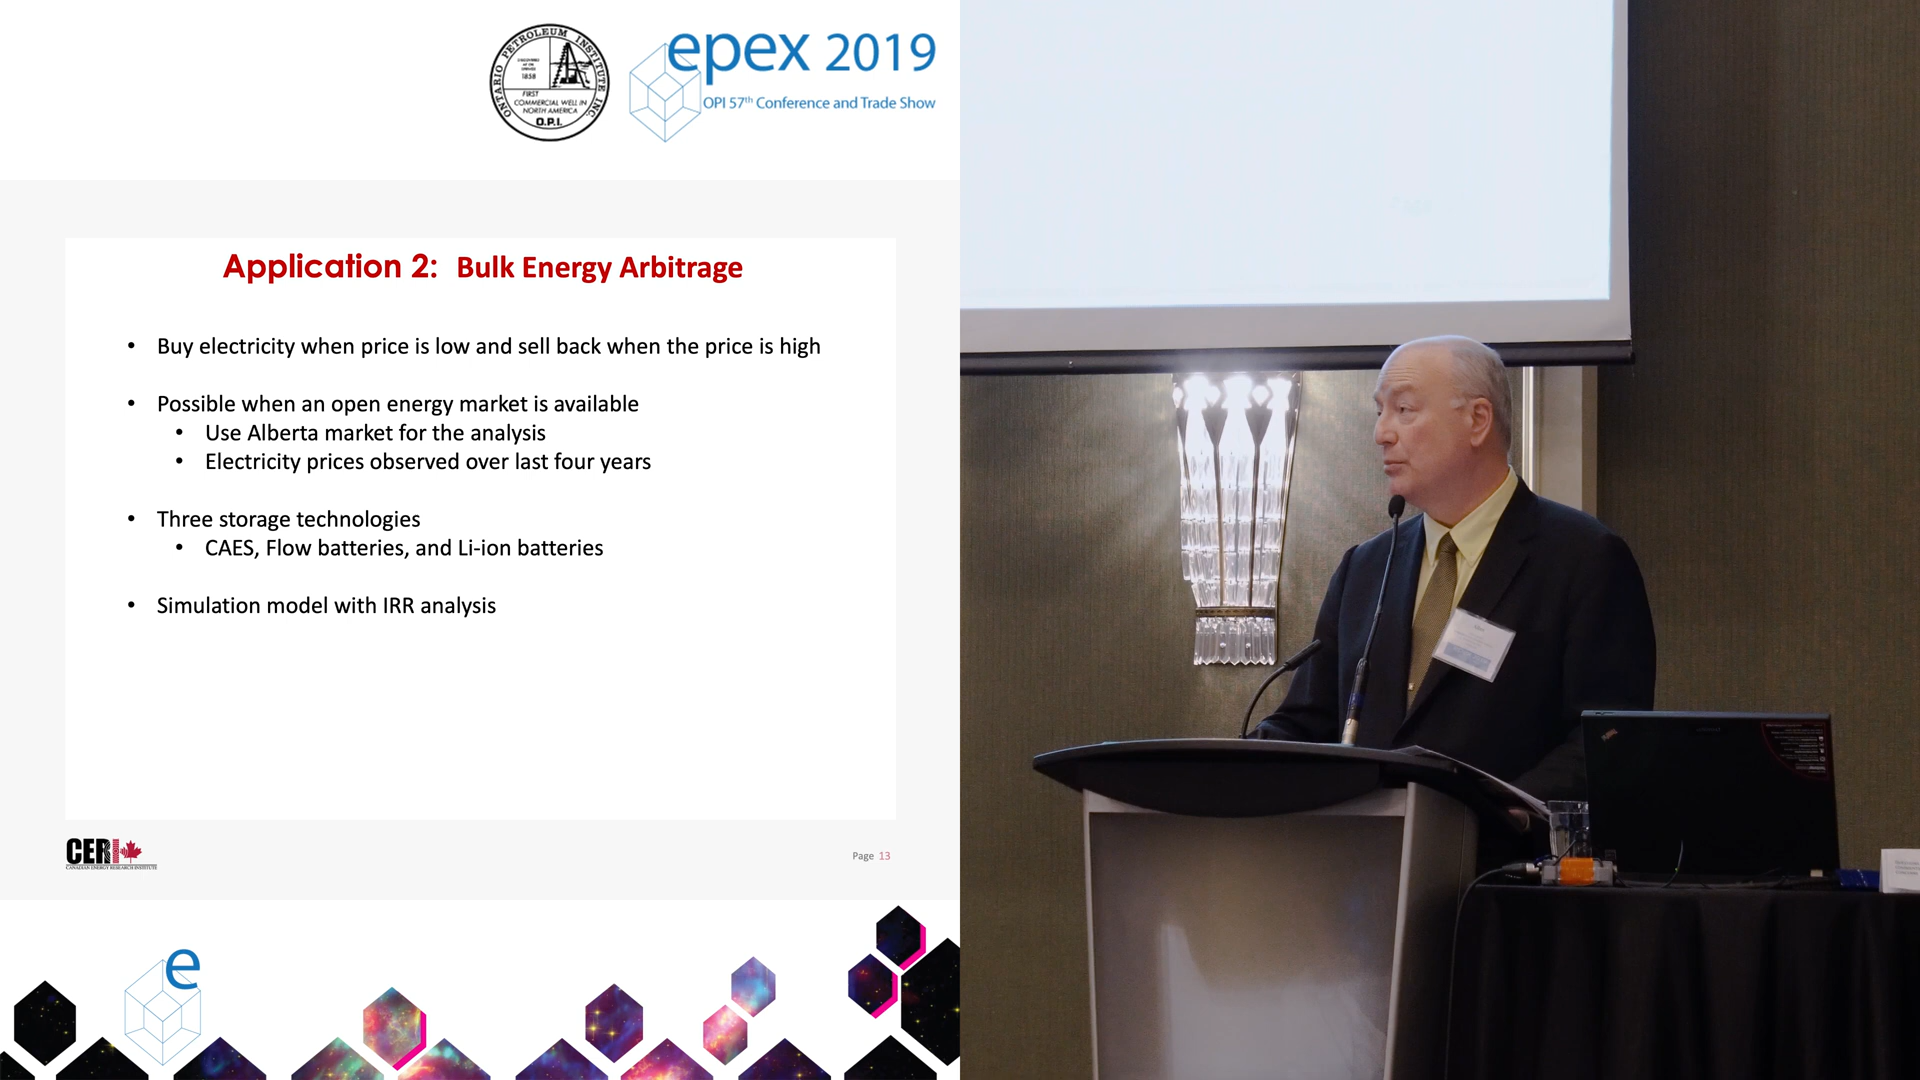 ONTARIO PETROLEUM INSTITUTE INC.
1858
FIRST
COMMERCIAL WELL IN
NORTH AMERICA
O.P.I.
epex 2019
OPI 57th Conference and Trade Show
Application 2: Bulk Energy Arbitrage
• Buy electricity when price is low and sell back when the price is high
• Possible when an open energy market is available
• Use Alberta market for the analysis
• Electricity prices observed over last four years
• Three storage technologies
• CAES, Flow batteries, and Li-ion batteries
• Simulation model with IRR analysis
CERI
CANADIAN ENERGY RESEARCH INSTITUTE
Page 13
e